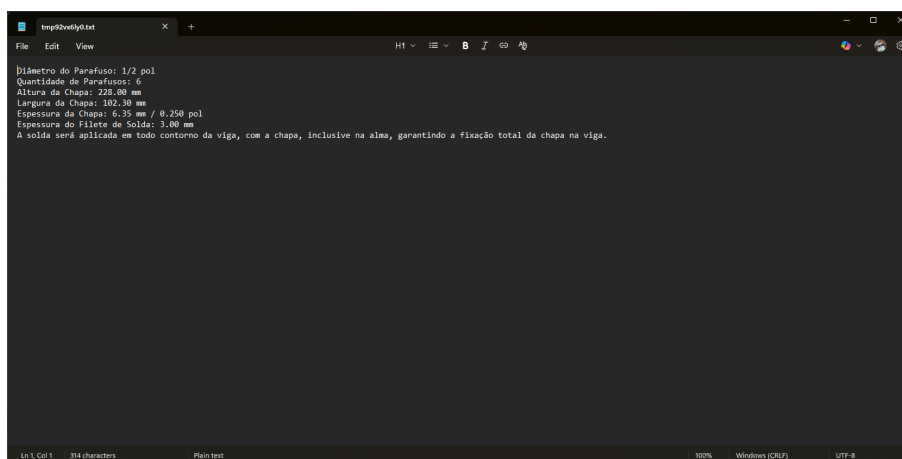 tmp92vx6ly0.txt
File Edit View H1 B I
Diâmetro do Parafuso: 1/2 pol
Quantidade de Parafusos: 6
Altura da Chapa: 228.00 mm
Largura da Chapa: 102.30 mm
Espessura da Chapa: 6.35 mm / 0.250 pol
Espessura do Filete de Solda: 3.00 mm
A solda será aplicada em todo contorno da viga, com a chapa, inclusive na alma, garantindo a fixação total da chapa na viga.
Ln 1, Col 1 314 characters Plain text 100% Windows (CRLF) UTF-8